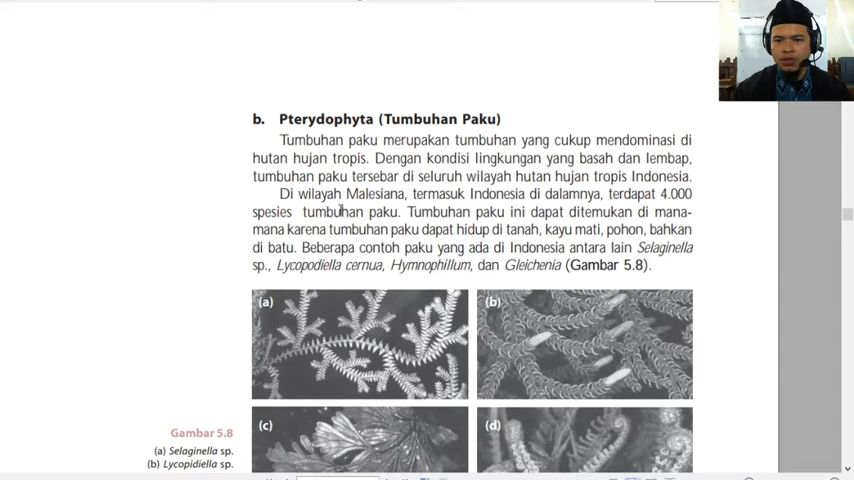 b. Pterydophyta (Tumbuhan Paku)
Tumbuhan paku merupakan tumbuhan yang cukup mendominasi di
hutan hujan tropis. Dengan kondisi lingkungan yang basah dan lembap,
tumbuhan paku tersebar di seluruh wilayah hutan hujan tropis Indonesia.
Di wilayah Malesiana, termasuk Indonesia di dalamnya, terdapat 4.000
spesies tumbuhan paku. Tumbuhan paku ini dapat ditemukan di mana-
mana karena tumbuhan paku dapat hidup di tanah, kayu mati, pohon, bahkan
di batu. Beberapa contoh paku yang ada di Indonesia antara lain Selaginella
sp., Lycopodiella cernua, Hymnophillum, dan Gleichenia (Gambar 5.8).
(a) (b)
(c) (d)
Gambar 5.8
(a) Selaginella sp.
(b) Lycopidiella sp.